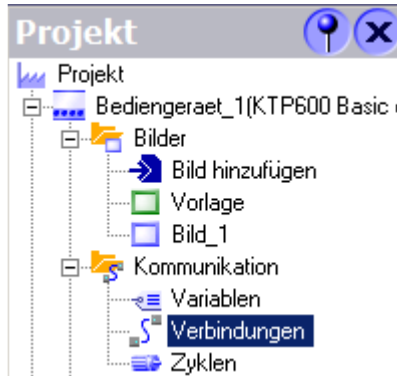 Projekt
Projekt
Bediengeraet_1(KTP600 Basic
Bilder
Bild hinzufügen
Vorlage
Bild_1
Kommunikation
Variablen
Verbindungen
Zyklen